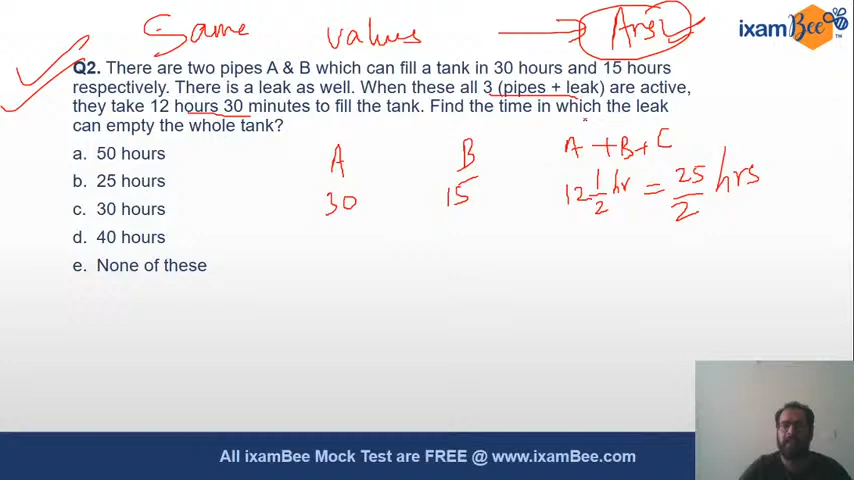 Same values Ans
ixamBee
Q2. There are two pipes A & B which can fill a tank in 30 hours and 15 hours
respectively. There is a leak as well. When these all 3 (pipes + leak) are active,
they take 12 hours 30 minutes to fill the tank. Find the time in which the leak
can empty the whole tank?
a. 50 hours
b. 25 hours
c. 30 hours
d. 40 hours
e. None of these
A B A + B + C
30 15 12 1/2 hr = 25/2 hrs
All ixamBee Mock Test are FREE @ www.ixamBee.com